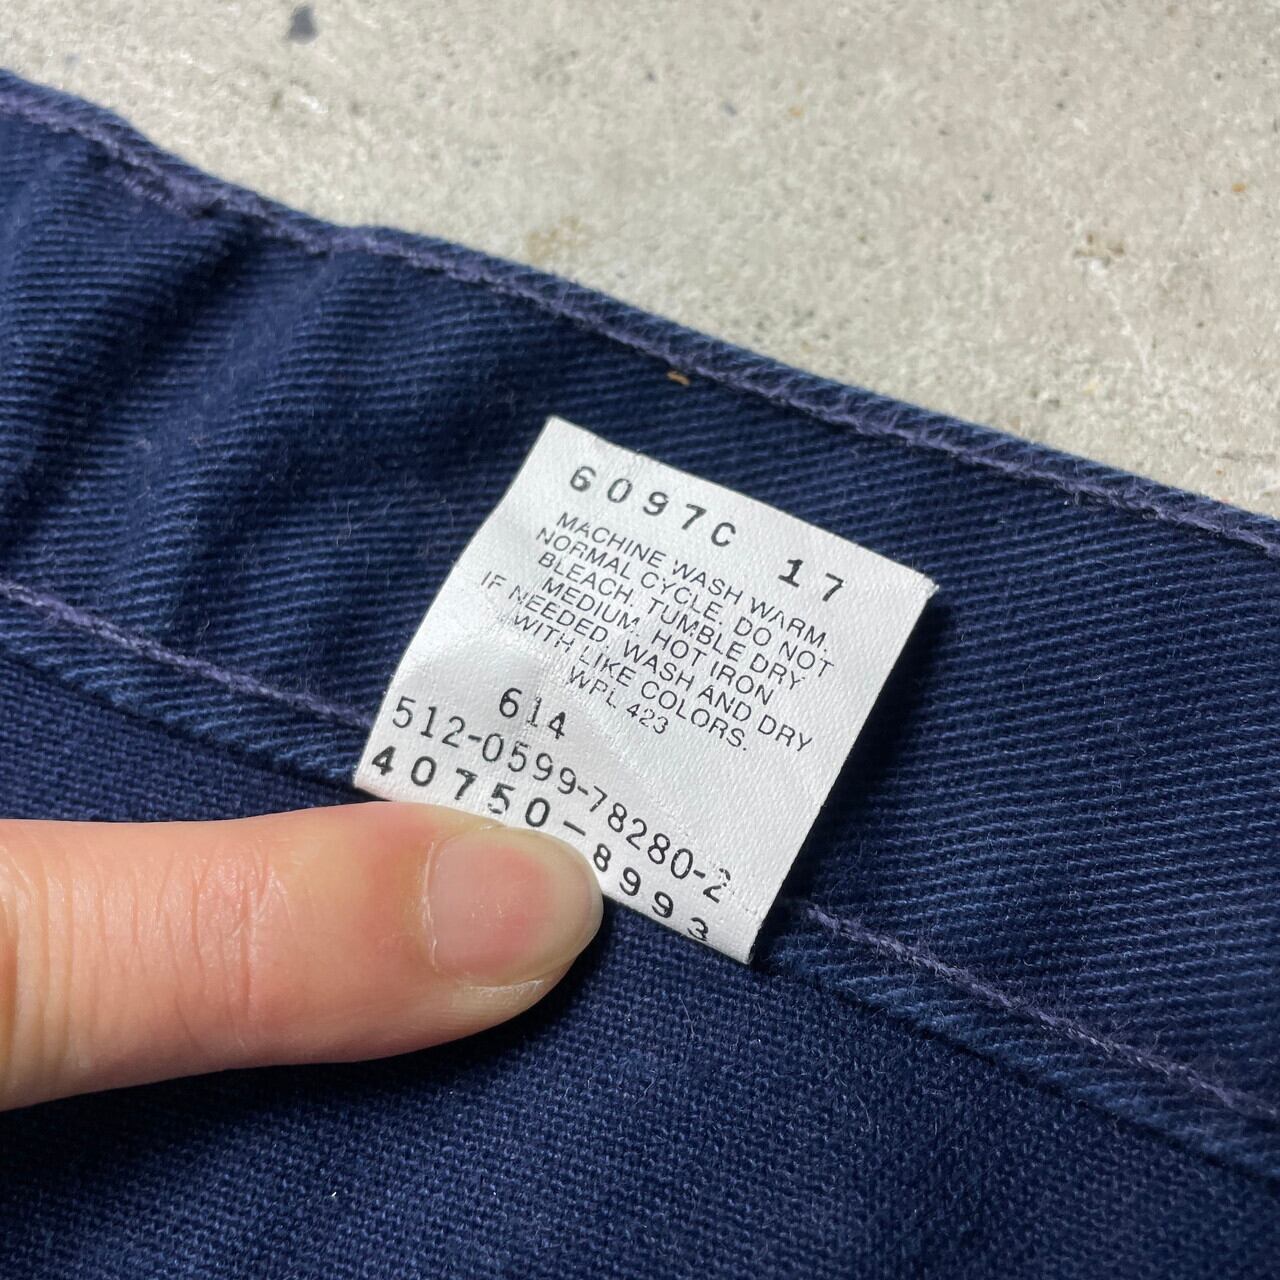 6097C 17
MACHINE WASH WARM,
NORMAL CYCLE. DO NOT
BLEACH. TUMBLE DRY
MEDIUM. HOT IRON
IF NEEDED. WASH AND DRY
WITH LIKE COLORS.
WPL 423
614
512-0599-78280-2
40750-8993